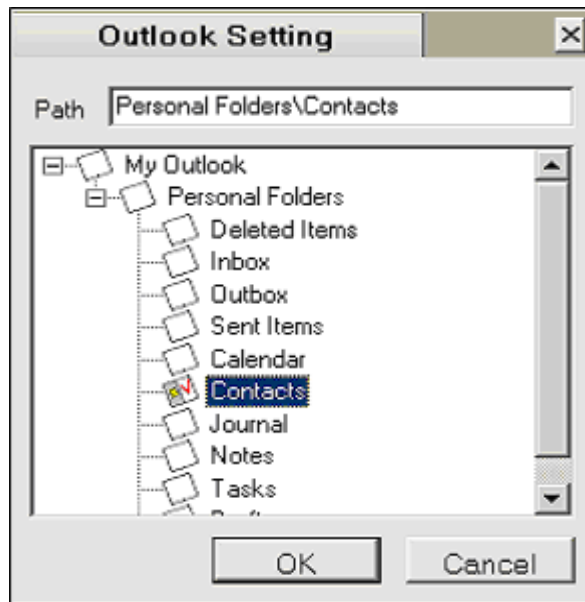 Outlook Setting
Path Personal Folders\Contacts
My Outlook
Personal Folders
Deleted Items
Inbox
Outbox
Sent Items
Calendar
Contacts
Journal
Notes
Tasks
OK Cancel